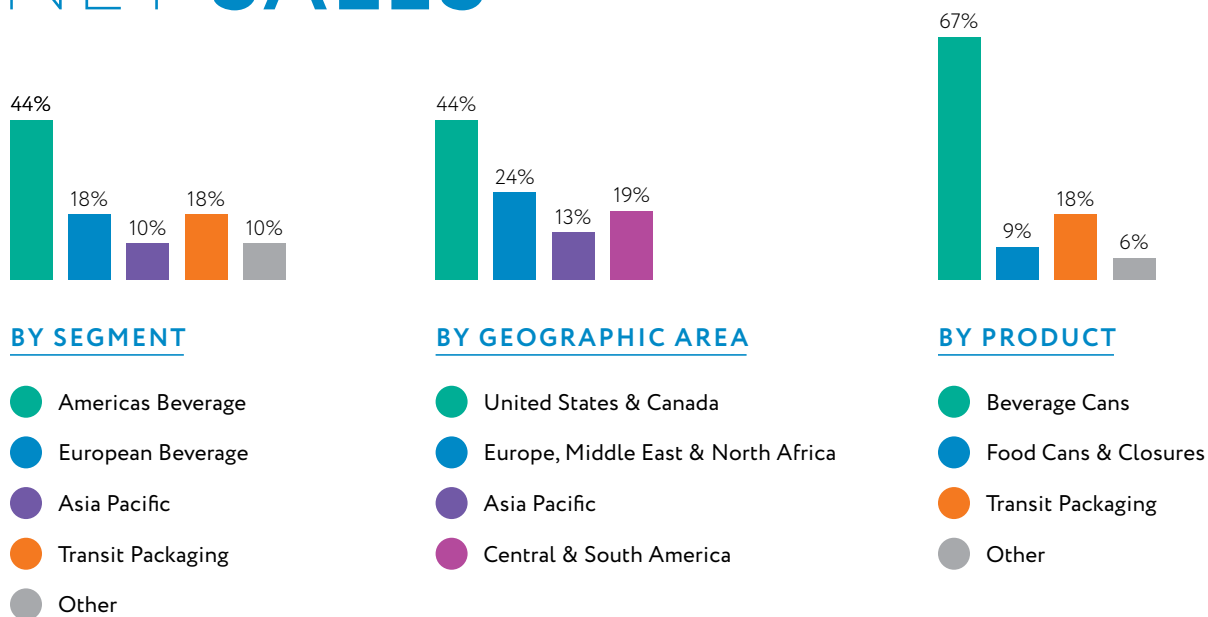 NET SALES
44%
18%
10%
18%
10%
BY SEGMENT
Americas Beverage
European Beverage
Asia Pacific
Transit Packaging
Other
44%
24%
13%
19%
BY GEOGRAPHIC AREA
United States & Canada
Europe, Middle East & North Africa
Asia Pacific
Central & South America
67%
9%
18%
6%
BY PRODUCT
Beverage Cans
Food Cans & Closures
Transit Packaging
Other